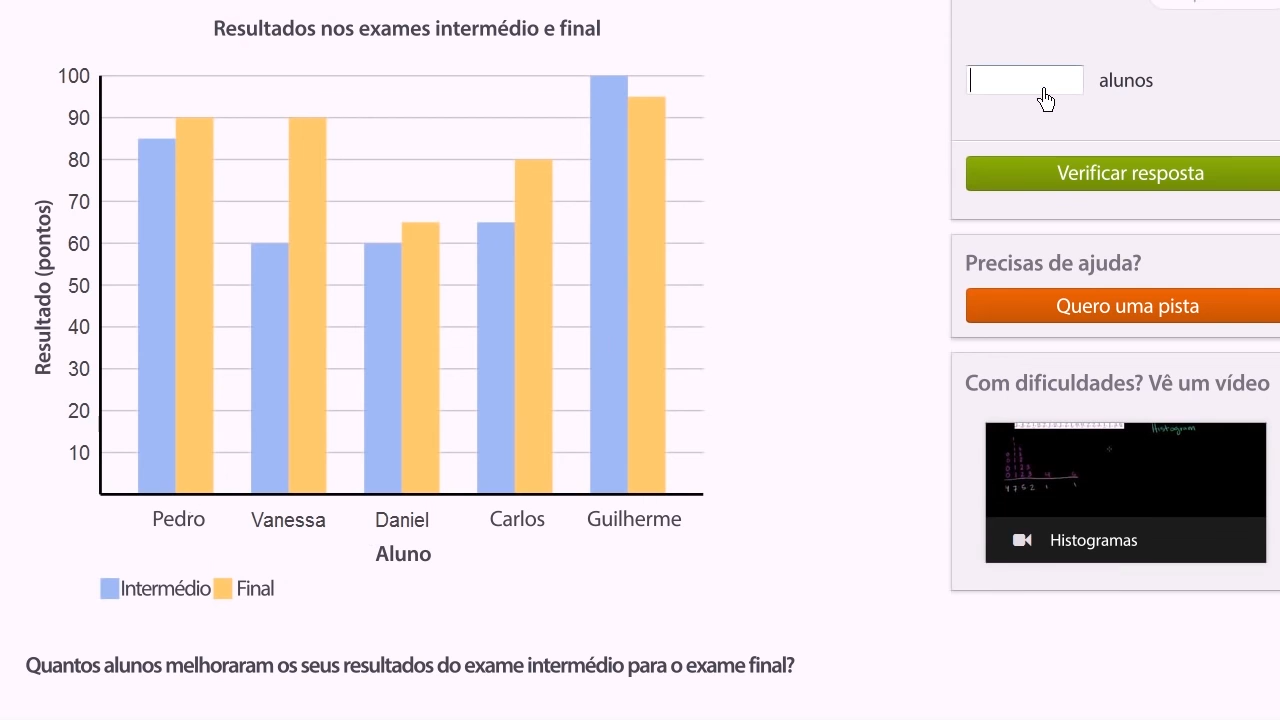 Resultados nos exames intermédio e final
100
90
80
70
60
50
40
30
20
10
Resultado (pontos)
Pedro Vanessa Daniel Carlos Guilherme
Aluno
Intermédio Final
Quantos alunos melhoraram os seus resultados do exame intermédio para o exame final?
alunos
Verificar resposta
Precisas de ajuda?
Quero uma pista
Com dificuldades? Vê um vídeo
Histogram
Histogramas